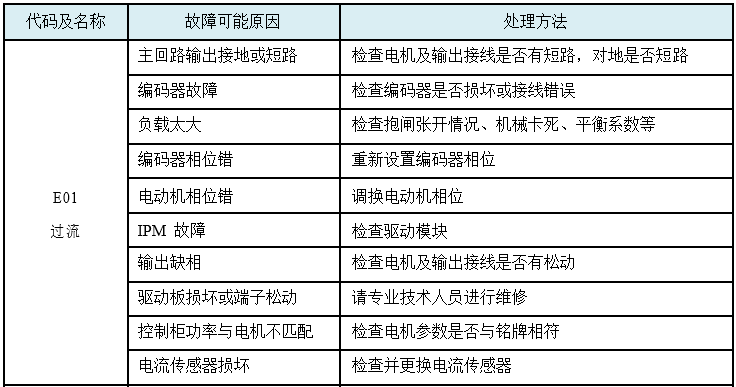 代码及名称 故障可能原因 处理方法
主回路输出接地或短路 检查电机及输出接线是否有短路，对地是否短路
编码器故障 检查编码器是否损坏或接线错误
负载太大 检查抱闸张开情况、机械卡死、平衡系数等
编码器相位错 重新设置编码器相位
E01
过流
电动机相位错 调换电动机相位
IPM 故障 检查驱动模块
输出缺相 检查电机及输出接线是否有松动
驱动板损坏或端子松动 请专业技术人员进行维修
控制柜功率与电机不匹配 检查电机参数是否与铭牌相符
电流传感器损坏 检查并更换电流传感器